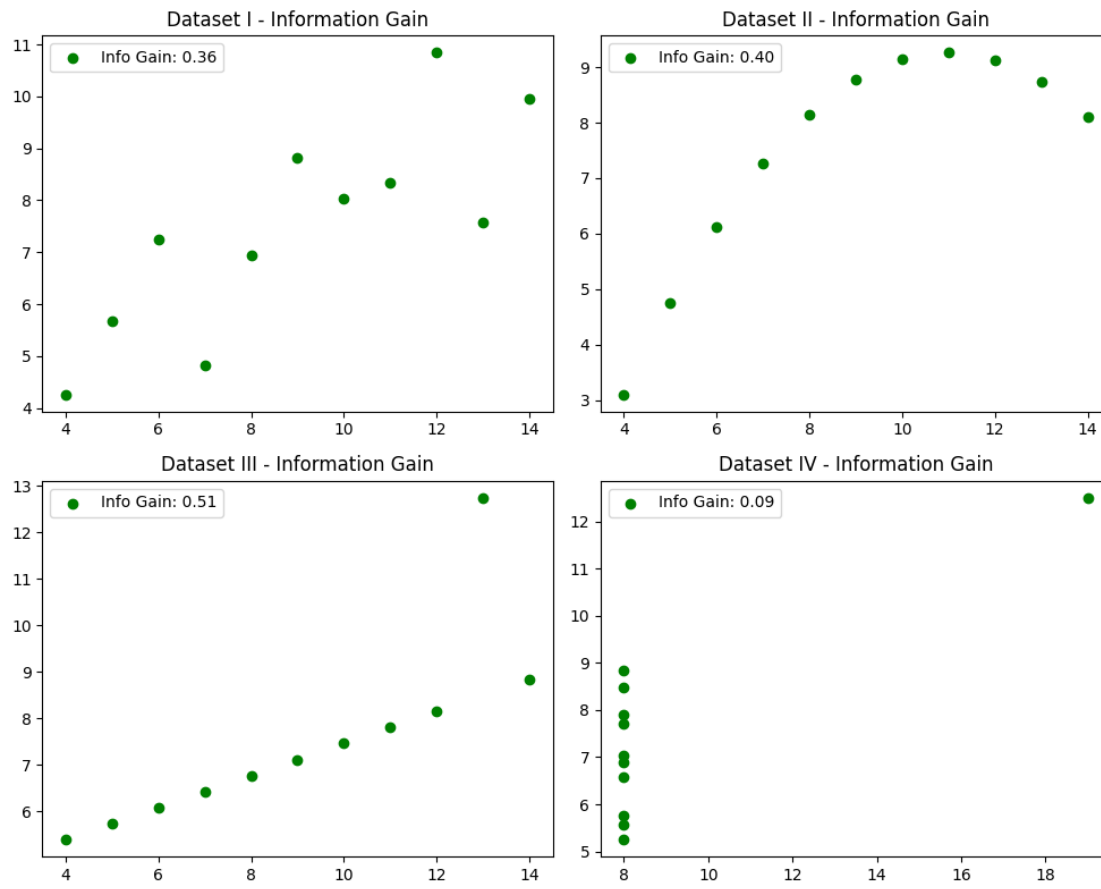 Dataset I - Information Gain
Info Gain: 0.36
11
10
9
8
7
6
5
4
4 6 8 10 12 14
Dataset II - Information Gain
Info Gain: 0.40
9
8
7
6
5
4
3
4 6 8 10 12 14
Dataset III - Information Gain
13
Info Gain: 0.51
12
11
10
9
8
7
6
4 6 8 10 12 14
Dataset IV - Information Gain
Info Gain: 0.09
12
11
10
9
8
7
6
5
8 10 12 14 16 18